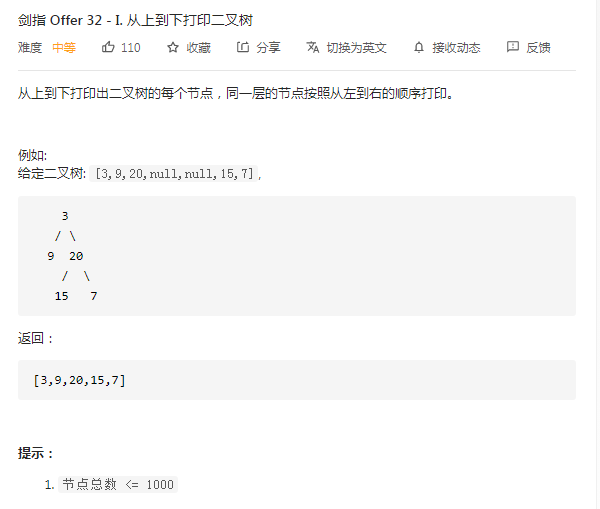 剑指 Offer 32 - I. 从上到下打印二叉树
难度 中等 110 收藏 分享 切换为英文 接收动态 反馈
从上到下打印出二叉树的每个节点，同一层的节点按照从左到右的顺序打印。
例如:
给定二叉树: [3,9,20,null,null,15,7],
3
/ \
9 20
/ \
15 7
返回：
[3,9,20,15,7]
提示：
1. 节点总数 <= 1000